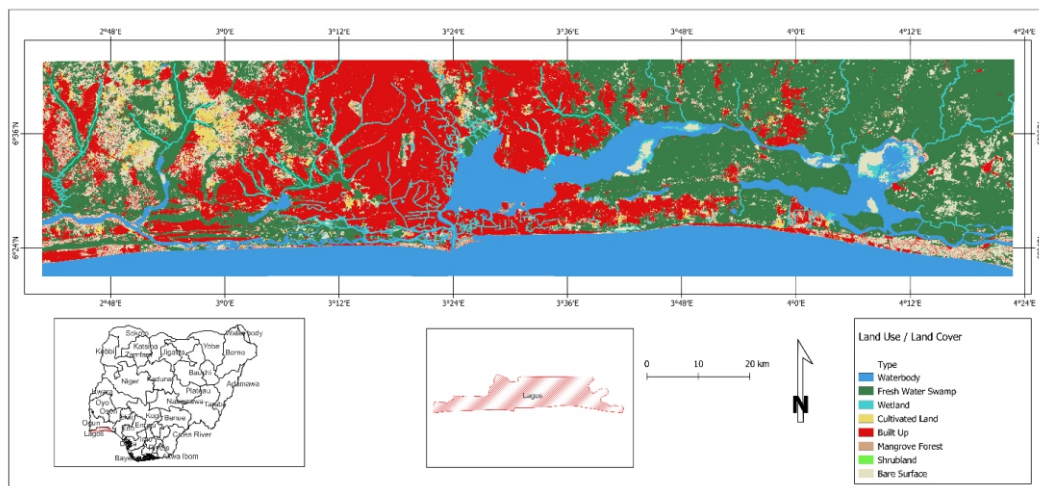 2°48'E 3°0'E 3°12'E 3°24'E 3°36'E 3°48'E 4°0'E 4°12'E 4°24'E
6°36'N
6°24'N
2°48'E 3°0'E 3°12'E 3°24'E 3°36'E 3°48'E 4°0'E 4°12'E 4°24'E
Sokoto
Waterbody
Katsina
Yobe
Kebbi
Zamfara
Jigawa
Borno
Bauchi
Niger
Kaduna
Adamawa
Plateau
Kwara
Nasarawa
Taraba
Oyo
Osun
Kogi
Benue
Ogun
Cross River
Lagos
Akwa Ibom
Lagos
0 10 20 km
N
Land Use / Land Cover
Type
Waterbody
Fresh Water Swamp
Wetland
Cultivated Land
Built Up
Mangrove Forest
Shrubland
Bare Surface